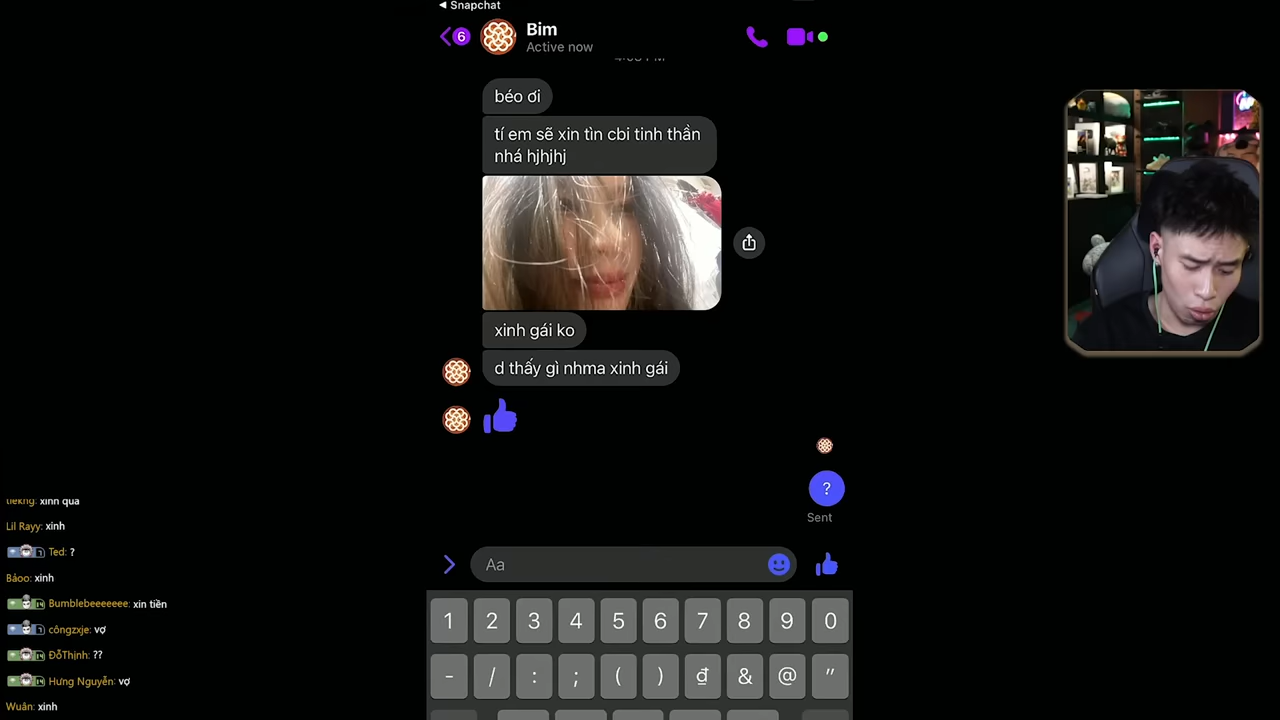 ◀ Snapchat
6
Bim
Active now
béo ơi
tí em sẽ xin tìn cbi tinh thần
nhá hjhjhj
xinh gái ko
d thấy gì nhma xinh gái
?
Sent
Aa
1 2 3 4 5 6 7 8 9 0
- / : ; ( ) ₫ & @ "
xinh qua
Lil Rayy: xinh
Ted: ?
Bảoo: xinh
Bumblebeeeeeee: xin tiền
côngzxje: vợ
ĐỗThịnh: ??
Hưng Nguyễn: vợ
Wuân: xinh